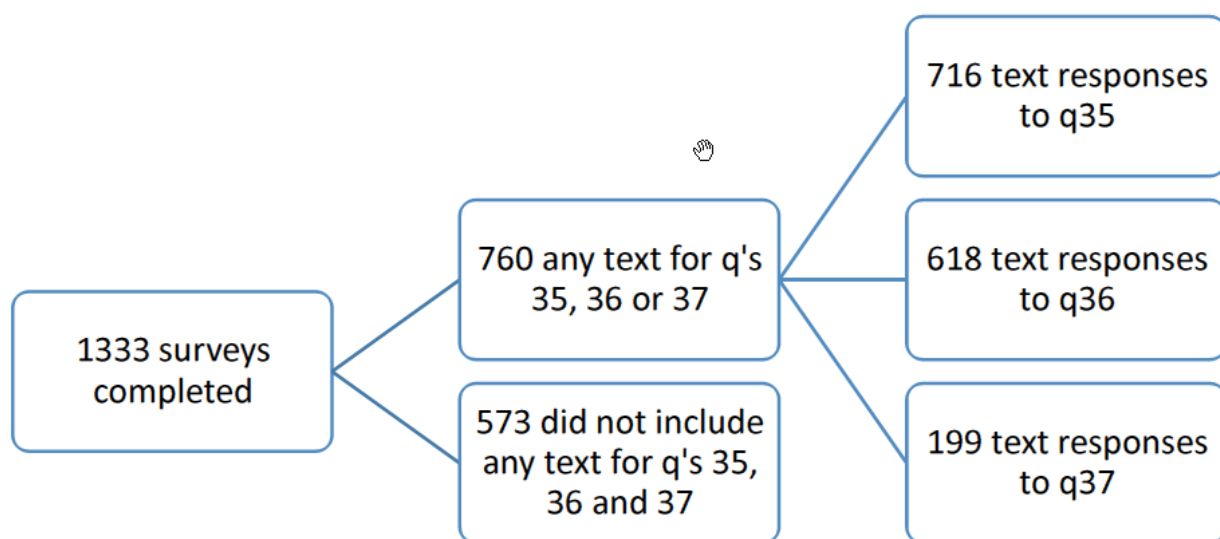 1333 surveys
completed
760 any text for q's
35, 36 or 37
573 did not include
any text for q's 35,
36 and 37
716 text responses
to q35
618 text responses
to q36
199 text responses
to q37